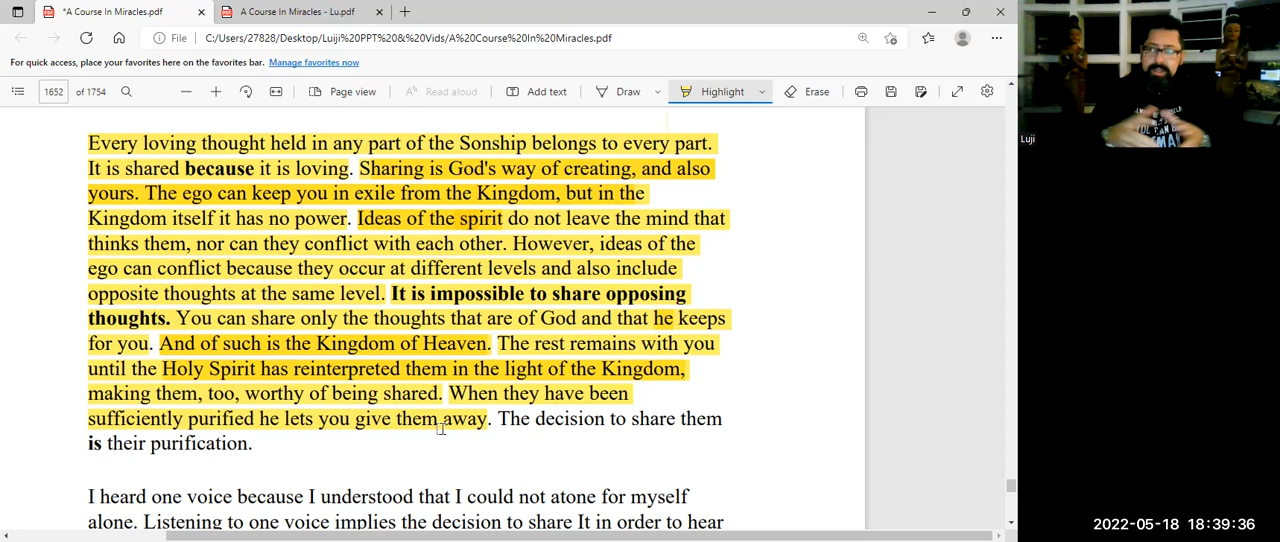 *A Course In Miracles.pdf
A Course In Miracles - Lu.pdf
File
C:/Users/27828/Desktop/Luiji%20PPT%20&%20Vids/A%20Course%20In%20Miracles.pdf
For quick access, place your favorites here on the favorites bar. Manage favorites now
1652 of 1754
Page view
Read aloud
Add text
Draw
Highlight
Erase
Every loving thought held in any part of the Sonship belongs to every part.
It is shared because it is loving. Sharing is God's way of creating, and also
yours. The ego can keep you in exile from the Kingdom, but in the
Kingdom itself it has no power. Ideas of the spirit do not leave the mind that
thinks them, nor can they conflict with each other. However, ideas of the
ego can conflict because they occur at different levels and also include
opposite thoughts at the same level. It is impossible to share opposing
thoughts. You can share only the thoughts that are of God and that he keeps
for you. And of such is the Kingdom of Heaven. The rest remains with you
until the Holy Spirit has reinterpreted them in the light of the Kingdom,
making them, too, worthy of being shared. When they have been
sufficiently purified he lets you give them away. The decision to share them
is their purification.
I heard one voice because I understood that I could not atone for myself
alone. Listening to one voice implies the decision to share It in order to hear
YOU CAN
Luji
2022-05-18 18:39:36